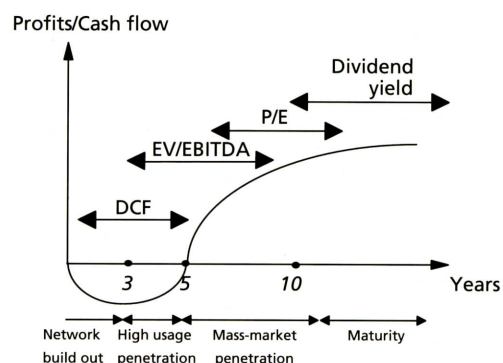 Profits/Cash flow
Dividend
yield
P/E
EV/EBITDA
DCF
3
5
10
Years
Network
build out
High usage
penetration
Mass-market
penetration
Maturity